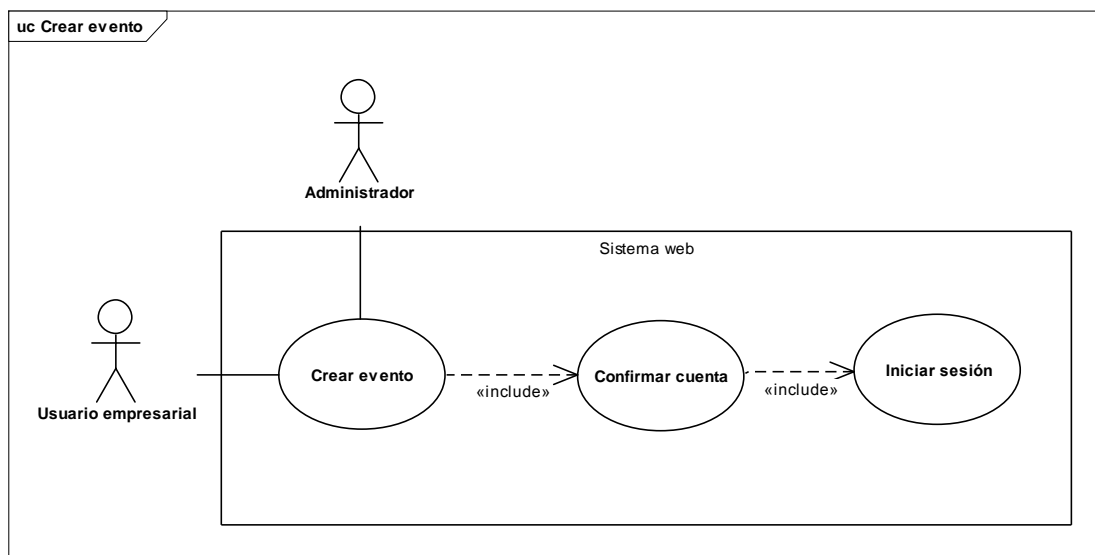 uc Crear evento
Administrador
Sistema web
Usuario empresarial
Crear evento
«include»
Confirmar cuenta
«include»
Iniciar sesión